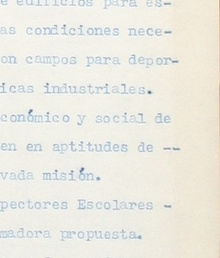 e edificios para es-
as condiciones nece-
on campos para depor-
icas industriales.
conómico y social de
en en aptitudes de --
vada misión.
pectores Escolares -
madora propuesta.